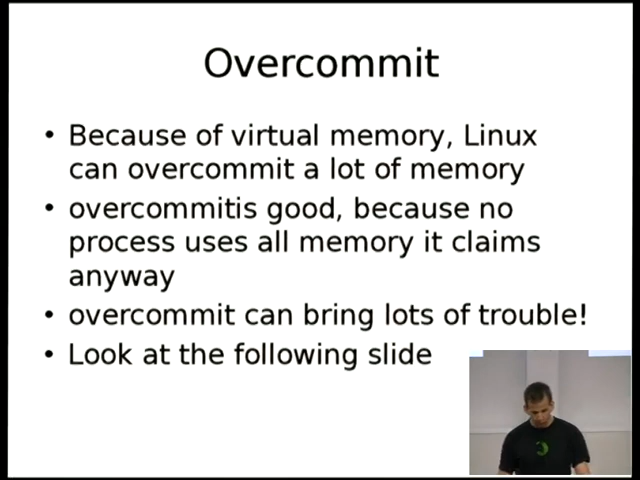 Overcommit
• Because of virtual memory, Linux
can overcommit a lot of memory
• overcommitis good, because no
process uses all memory it claims
anyway
• overcommit can bring lots of trouble!
• Look at the following slide